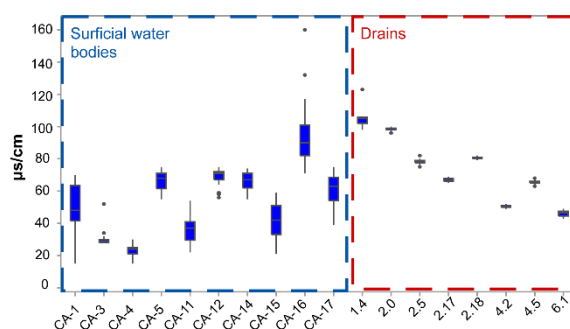 160
140
120
100
80
60
40
20
0
µs/cm
Surficial water
bodies
Drains
CA-1
CA-3
CA-4
CA-5
CA-11
CA-12
CA-14
CA-15
CA-16
CA-17
1.4
2.0
2.5
2.17
2.18
4.2
4.5
6.1